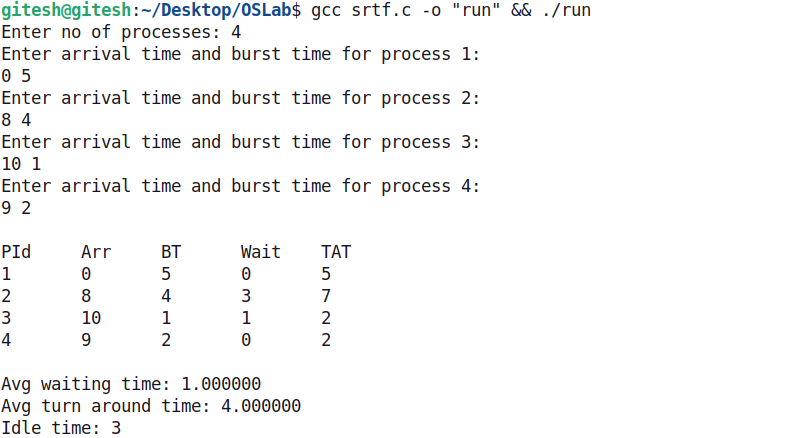 gitesh@gitesh:~/Desktop/OSLab$ gcc srtf.c -o "run" && ./run
Enter no of processes: 4
Enter arrival time and burst time for process 1:
0 5
Enter arrival time and burst time for process 2:
8 4
Enter arrival time and burst time for process 3:
10 1
Enter arrival time and burst time for process 4:
9 2

PId     Arr     BT      Wait    TAT
1       0       5       0       5
2       8       4       3       7
3       10      1       1       2
4       9       2       0       2

Avg waiting time: 1.000000
Avg turn around time: 4.000000
Idle time: 3